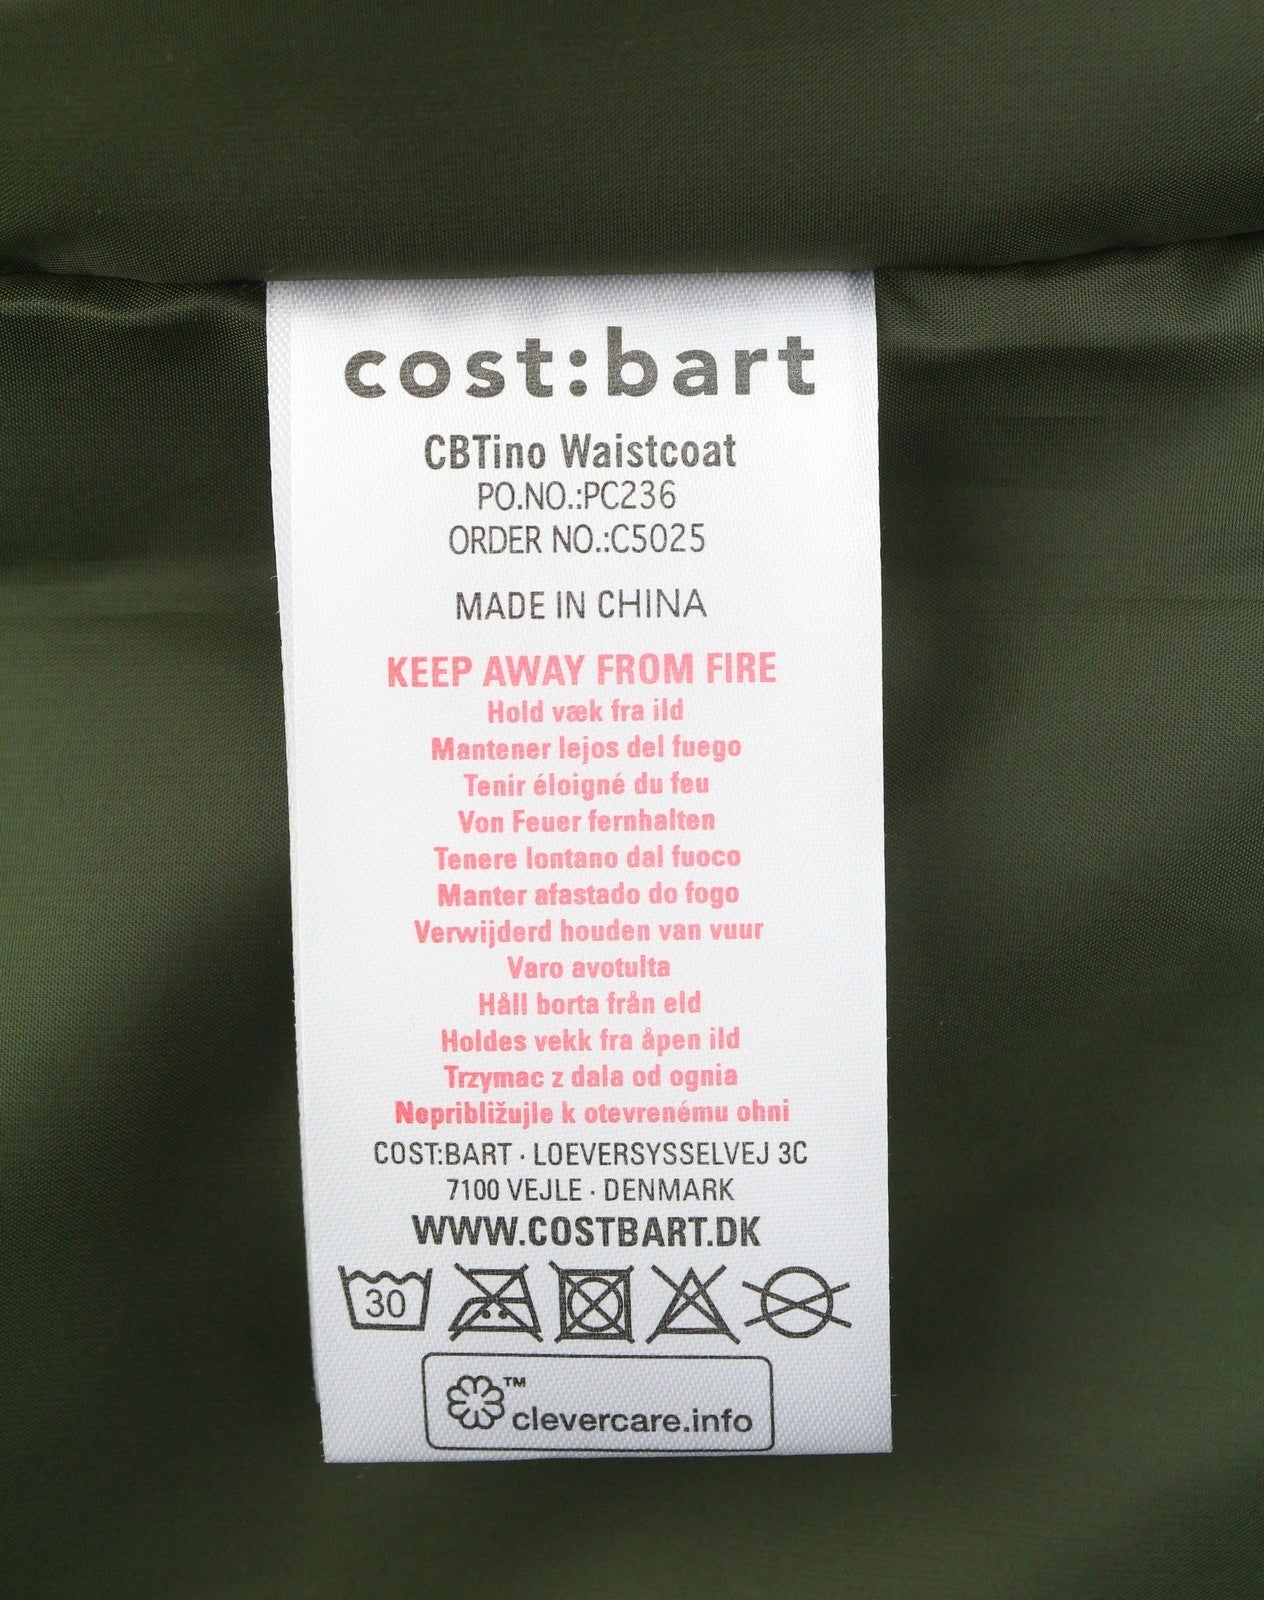 cost:bart
CBTino Waistcoat
PO.NO.:PC236
ORDER NO.:C5025
MADE IN CHINA
KEEP AWAY FROM FIRE
Hold væk fra ild
Mantener lejos del fuego
Tenir éloigné du feu
Von Feuer fernhalten
Tenere lontano dal fuoco
Manter afastado do fogo
Verwijderd houden van vuur
Varo avotulta
Håll borta från eld
Holdes vekk fra åpen ild
Trzymac z dala od ognia
Nepribližujle k otevrenému ohni
COST:BART · LOEVERSYSSELVEJ 3C
7100 VEJLE · DENMARK
WWW.COSTBART.DK
30
™ clevercare.info